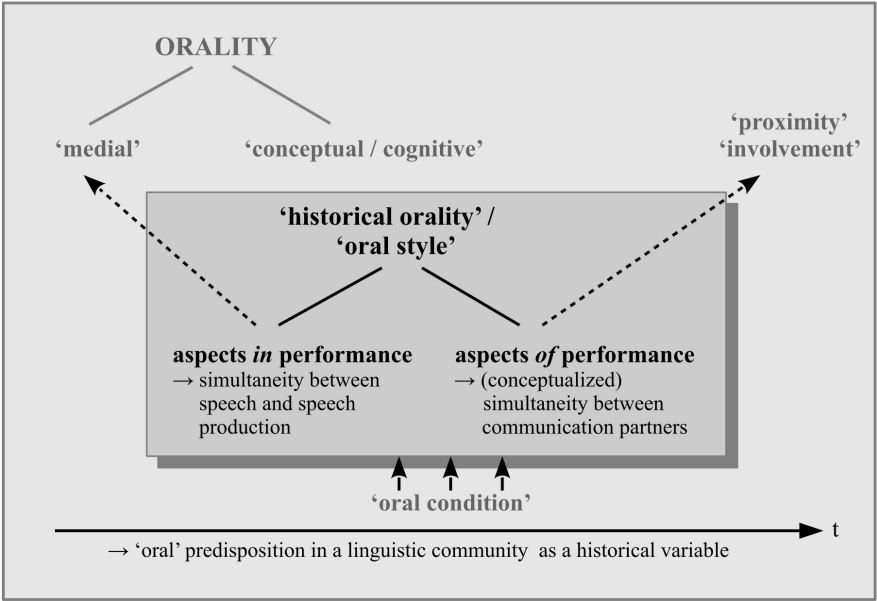 ORALITY
‘medial’
‘conceptual / cognitive’
‘proximity’
‘involvement’
‘historical orality’ /
‘oral style’
aspects in performance
→ simultaneity between
speech and speech
production
aspects of performance
→ (conceptualized)
simultaneity between
communication partners
‘oral condition’
t
→ ‘oral’ predisposition in a linguistic community as a historical variable